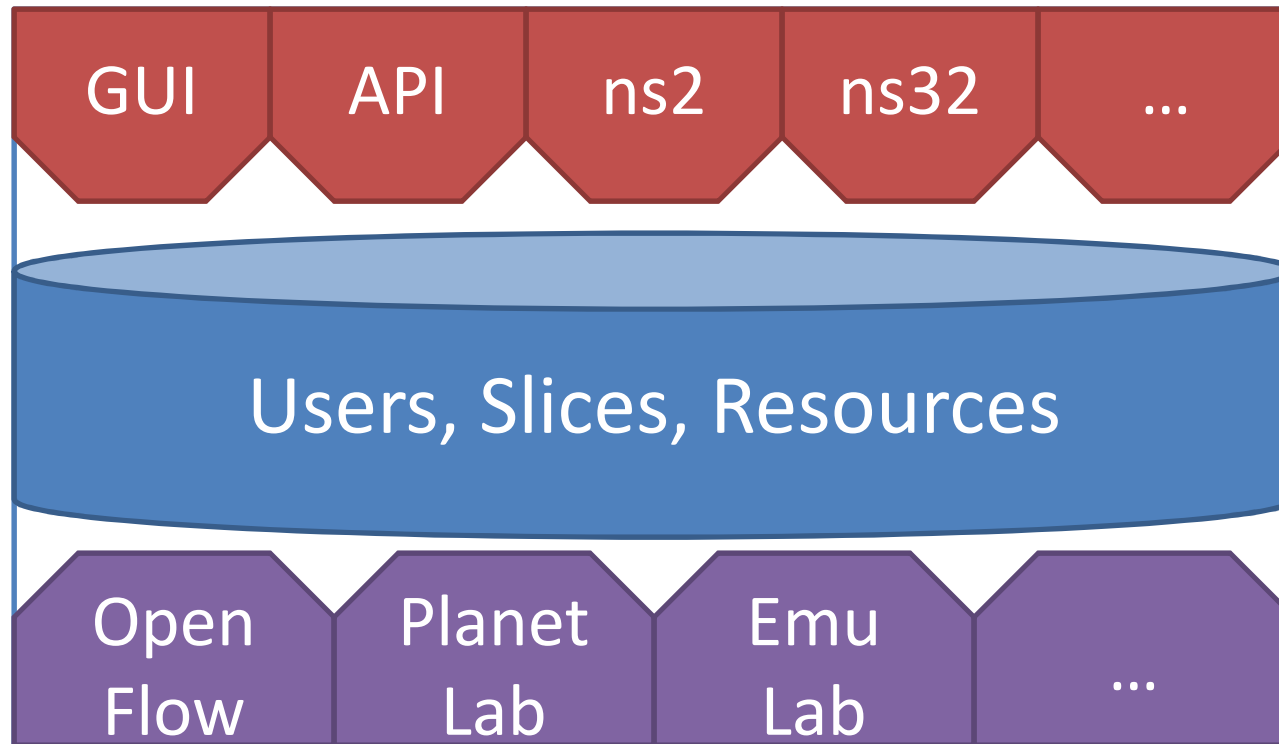 GUI
API
ns2
ns32
...
Users, Slices, Resources
Open
Flow
Planet
Lab
Emu
Lab
...